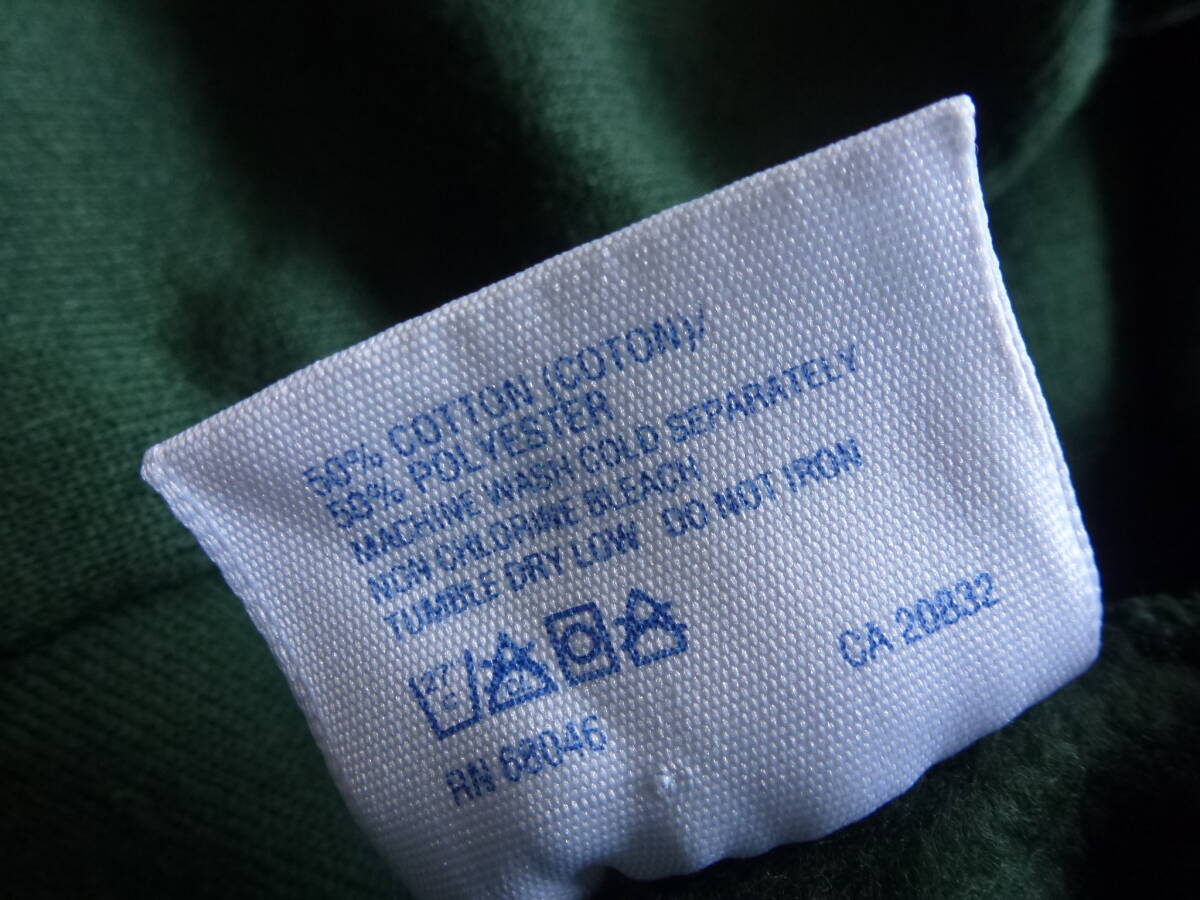 50% COTTON (COTON)/
50% POLYESTER
MACHINE WASH COLD SEPARATELY
NON CHLORINE BLEACH
TUMBLE DRY LOW DO NOT IRON
CA 20832
RN 68046